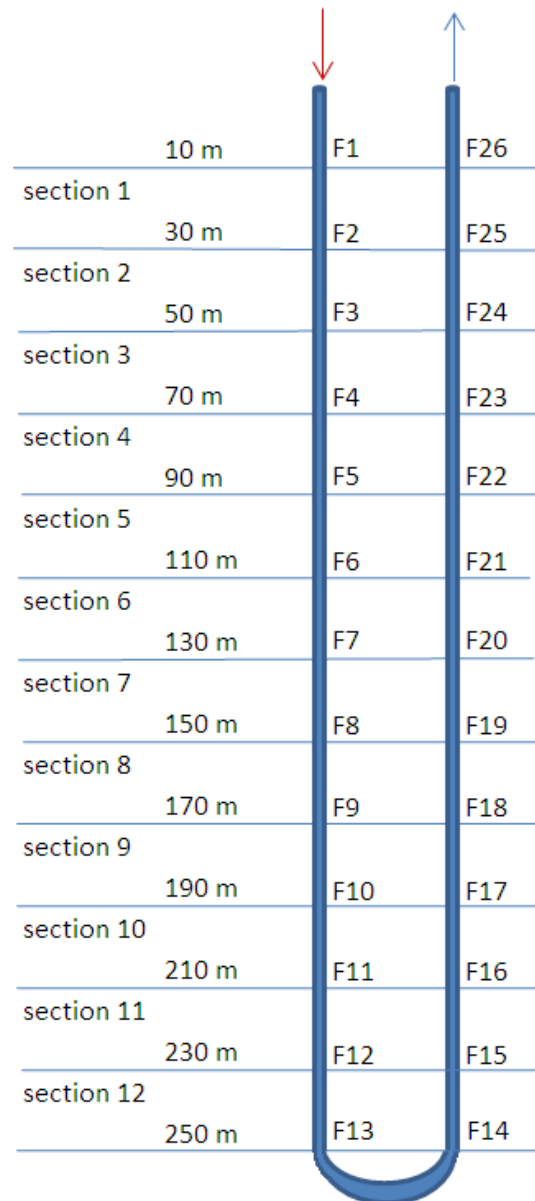 10 m F1 F26
section 1
30 m F2 F25
section 2
50 m F3 F24
section 3
70 m F4 F23
section 4
90 m F5 F22
section 5
110 m F6 F21
section 6
130 m F7 F20
section 7
150 m F8 F19
section 8
170 m F9 F18
section 9
190 m F10 F17
section 10
210 m F11 F16
section 11
230 m F12 F15
section 12
250 m F13 F14